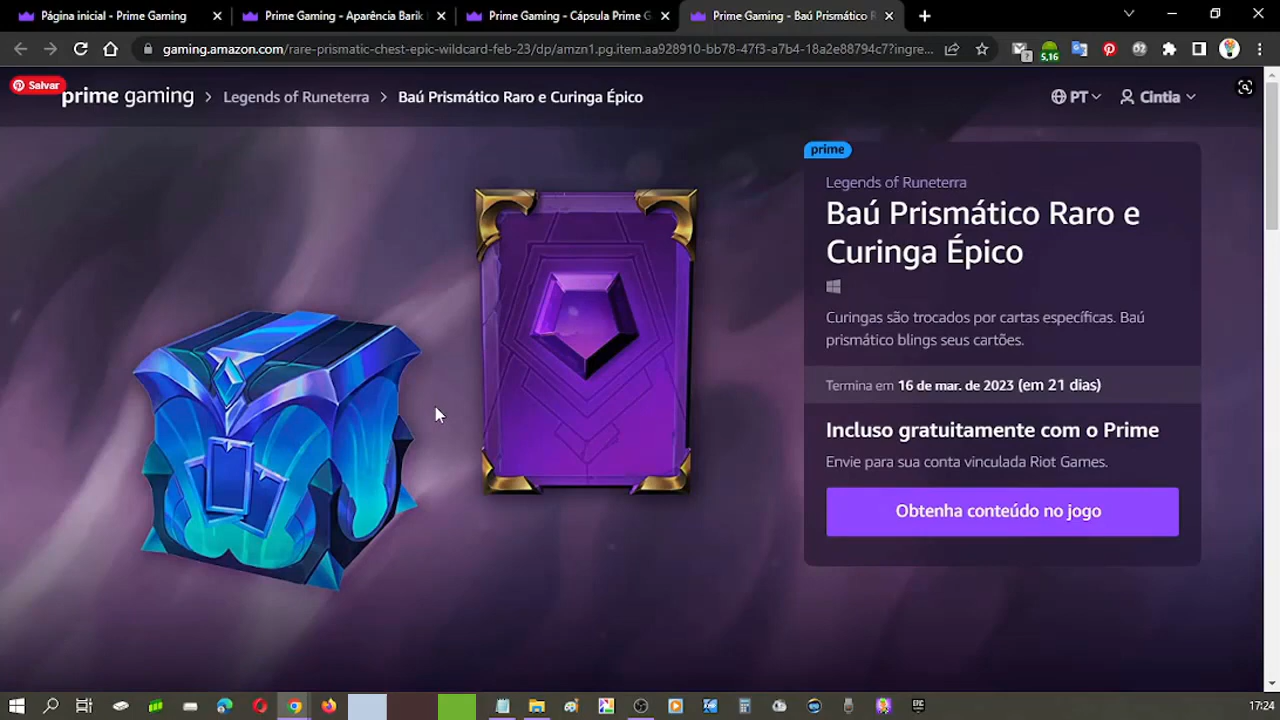 Página inicial - Prime Gaming
Prime Gaming - Aparência Barik
Prime Gaming - Cápsula Prime G
Prime Gaming - Baú Prismático R
gaming.amazon.com/rare-prismatic-chest-epic-wildcard-feb-23/dp/amzn1.pg.item.aa928910-bb78-47f3-a7b4-18a2e88794c7?ingre...
5,16
Salvar
prime gaming > Legends of Runeterra > Baú Prismático Raro e Curinga Épico
PT
Cintia
prime
Legends of Runeterra
Baú Prismático Raro e
Curinga Épico
Curingas são trocados por cartas específicas. Baú
prismático blings seus cartões.
Termina em 16 de mar. de 2023 (em 21 dias)
Incluso gratuitamente com o Prime
Envie para sua conta vinculada Riot Games.
Obtenha conteúdo no jogo
17:24